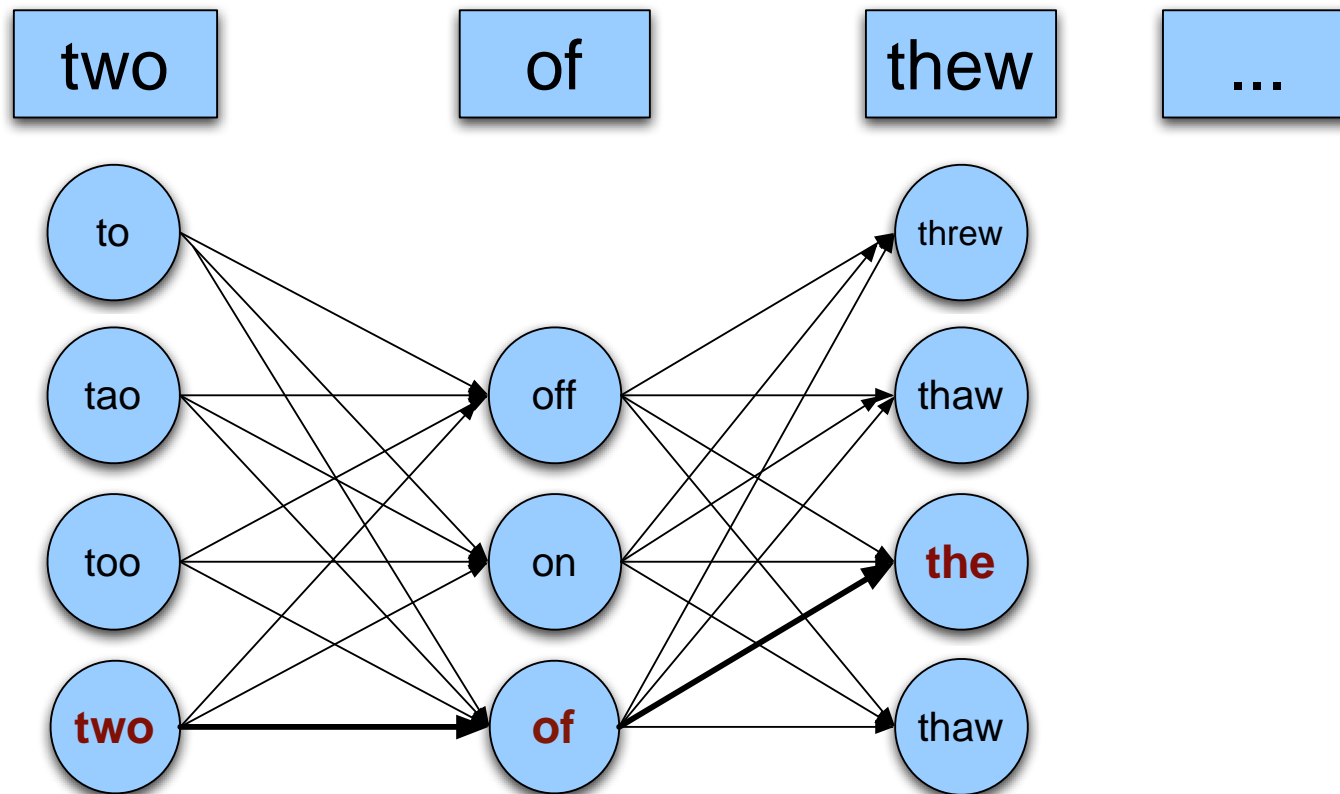 two of thew ...
to threw
tao off thaw
too on the
two of thaw